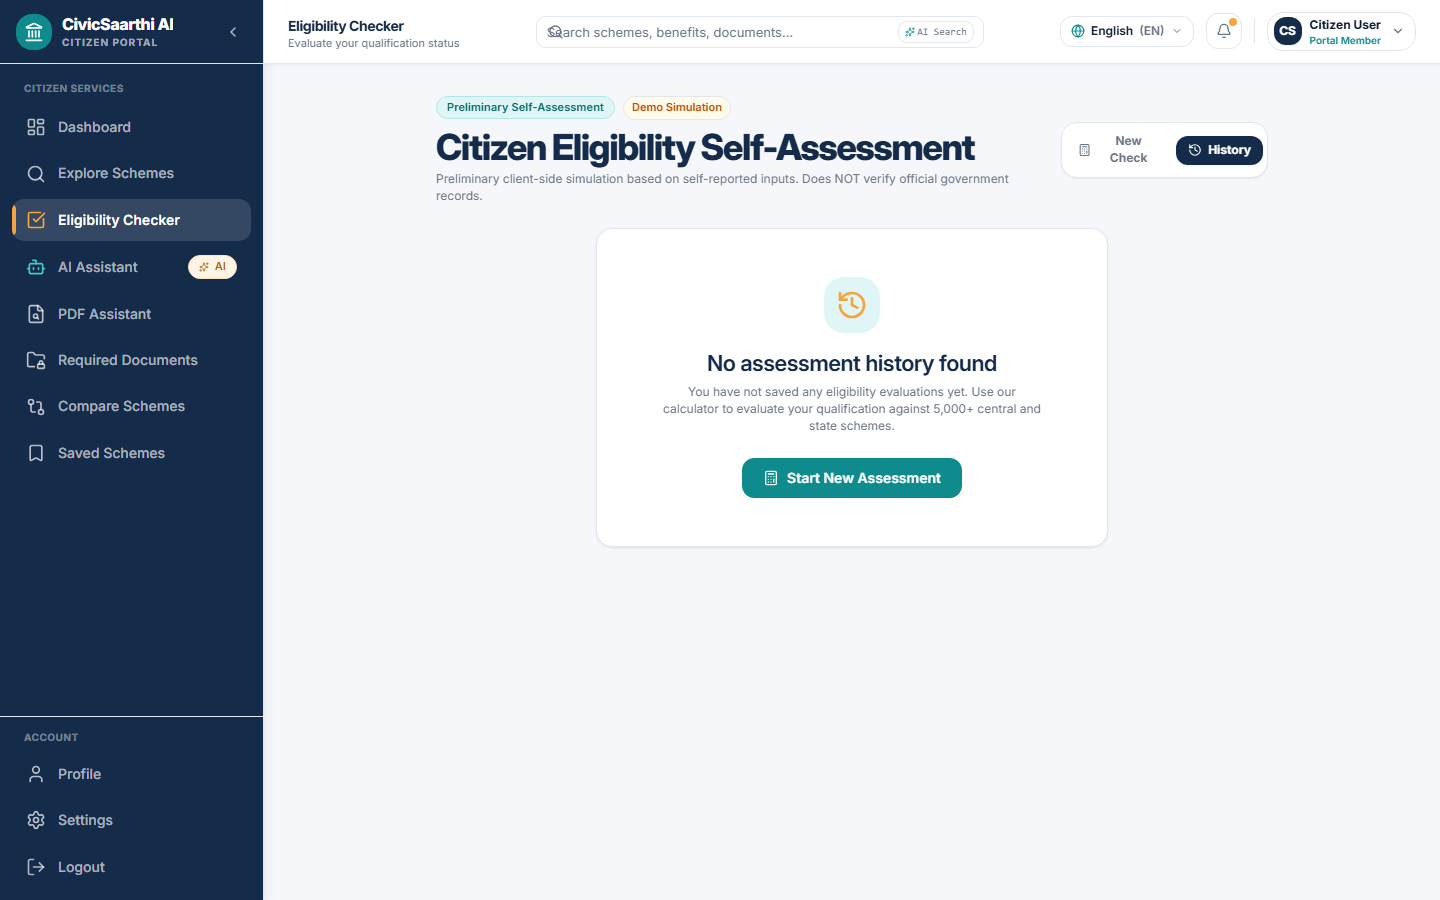 CivicSaarthi AI
CITIZEN PORTAL
CITIZEN SERVICES
Dashboard
Explore Schemes
Eligibility Checker
AI Assistant
AI
PDF Assistant
Required Documents
Compare Schemes
Saved Schemes
ACCOUNT
Profile
Settings
Logout
Eligibility Checker
Evaluate your qualification status
Search schemes, benefits, documents...
AI Search
English (EN)
CS
Citizen User
Portal Member
Preliminary Self-Assessment
Demo Simulation
Citizen Eligibility Self-Assessment
Preliminary client-side simulation based on self-reported inputs. Does NOT verify official government
records.
New
Check
History
No assessment history found
You have not saved any eligibility evaluations yet. Use our
calculator to evaluate your qualification against 5,000+ central and
state schemes.
Start New Assessment